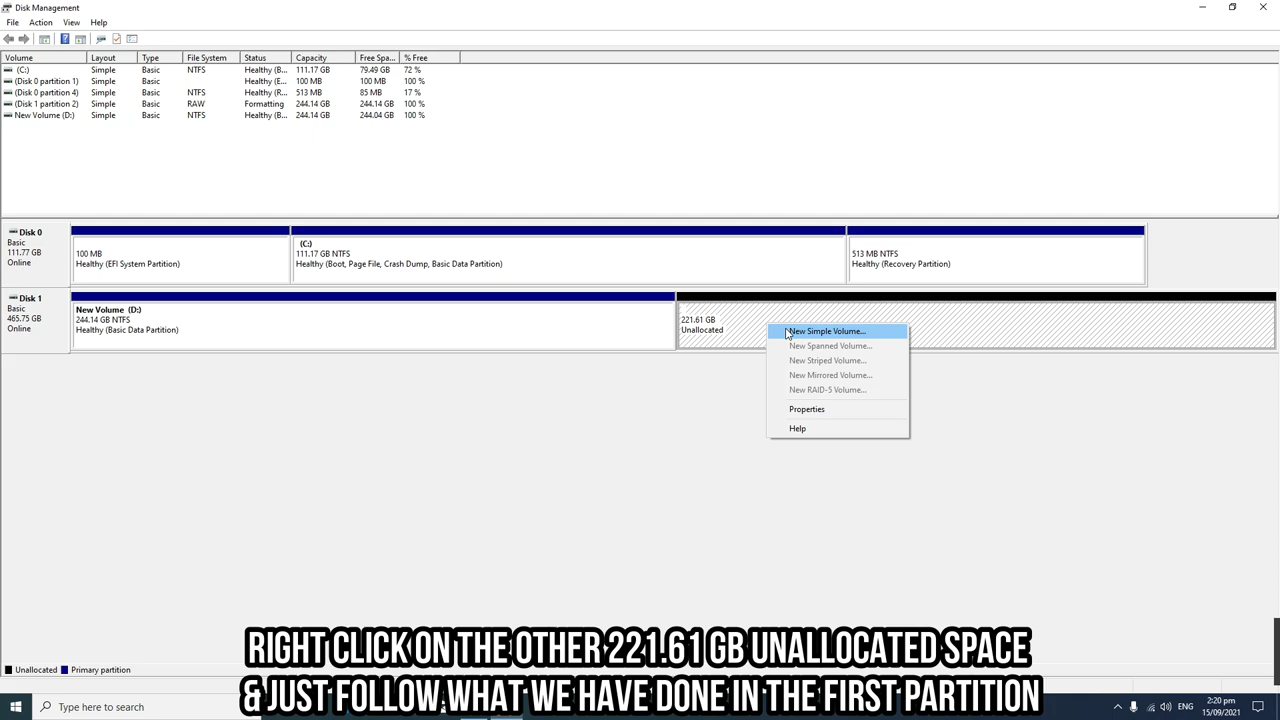 Disk Management
File Action View Help
Volume Layout Type File System Status Capacity Free Spa... % Free
(C:) Simple Basic NTFS Healthy (B... 111.17 GB 79.49 GB 72 %
(Disk 0 partition 1) Simple Basic Healthy (E... 100 MB 100 MB 100 %
(Disk 0 partition 4) Simple Basic NTFS Healthy (R... 513 MB 85 MB 17 %
(Disk 1 partition 2) Simple Basic RAW Formatting 244.14 GB 244.14 GB 100 %
New Volume (D:) Simple Basic NTFS Healthy (B... 244.14 GB 244.04 GB 100 %
Disk 0
Basic
111.77 GB
Online
100 MB
Healthy (EFI System Partition)
(C:)
111.17 GB NTFS
Healthy (Boot, Page File, Crash Dump, Basic Data Partition)
513 MB NTFS
Healthy (Recovery Partition)
Disk 1
Basic
465.75 GB
Online
New Volume (D:)
244.14 GB NTFS
Healthy (Basic Data Partition)
221.61 GB
Unallocated
New Simple Volume...
New Spanned Volume...
New Striped Volume...
New Mirrored Volume...
New RAID-5 Volume...
Properties
Help
RIGHT CLICK ON THE OTHER 221.61 GB UNALLOCATED SPACE
& JUST FOLLOW WHAT WE HAVE DONE IN THE FIRST PARTITION
Unallocated Primary partition
Type here to search
ENG
2:20 pm
15/09/2021